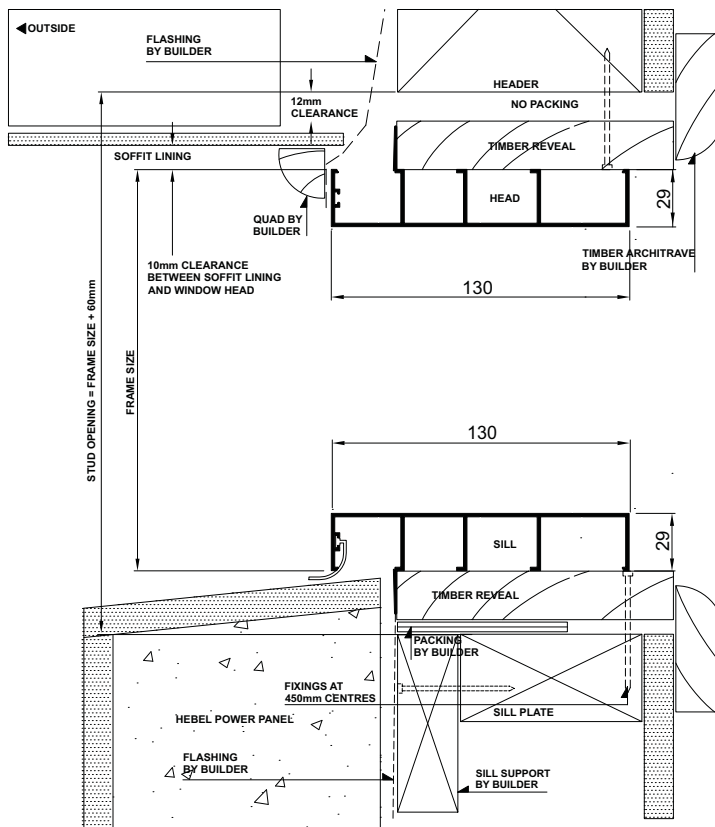 OUTSIDE
FLASHING
BY BUILDER
HEADER
12mm
CLEARANCE
NO PACKING
TIMBER REVEAL
SOFFIT LINING
HEAD
29
QUAD BY
BUILDER
TIMBER ARCHITRAVE
BY BUILDER
10mm CLEARANCE
BETWEEN SOFFIT LINING
AND WINDOW HEAD
130
STUD OPENING = FRAME SIZE + 60mm
FRAME SIZE
130
SILL
29
TIMBER REVEAL
PACKING
BY BUILDER
FIXINGS AT
450mm CENTRES
SILL PLATE
HEBEL POWER PANEL
FLASHING
BY BUILDER
SILL SUPPORT
BY BUILDER